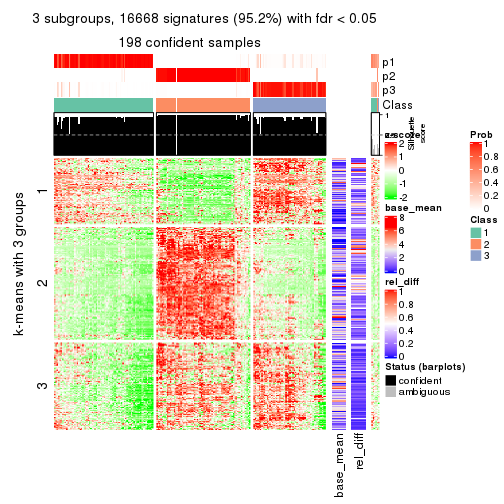 3 subgroups, 16668 signatures (95.2%) with fdr < 0.05
198 confident samples
p1
p2
p3
Class
1
Silhouette
score
k-means with 3 groups
1
2
3
base_mean
rel_diff
z-score
2
1
0
-1
-2
base_mean
8
6
4
2
0
rel_diff
1
0.8
0.6
0.4
0.2
0
Status (barplots)
confident
ambiguous
Prob
1
0.8
0.6
0.4
0.2
0
Class
1
2
3